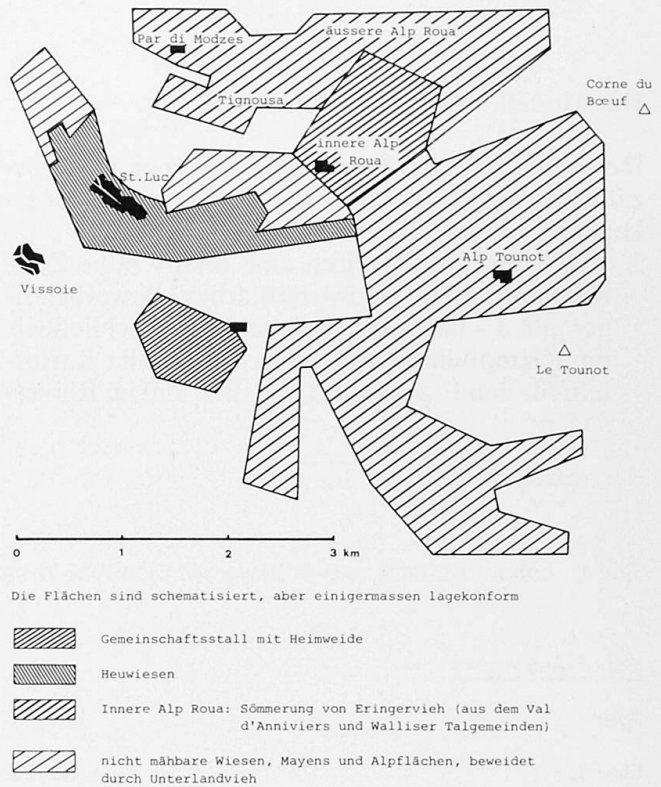 Par di Modzes
äussere Alp Roua
Tignousa
Corne du
Bœuf
innere Alp
Roua
St.Luc
Alp Tounot
Vissoie
Le Tounot
0 1 2 3 km
Die Flächen sind schematisiert, aber einigermassen lagekonform
Gemeinschaftsstall mit Heimweide
Heuwiesen
Innere Alp Roua: Sömmerung von Eringervieh (aus dem Val
d'Anniviers und Walliser Talgemeinden)
nicht mähbare Wiesen, Mayens und Alpflächen, beweidet
durch Unterlandvieh